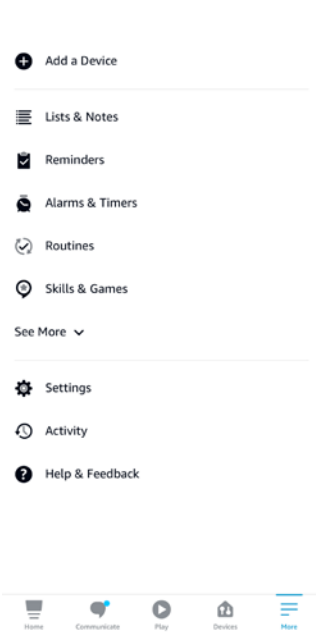 Add a Device
Lists & Notes
Reminders
Alarms & Timers
Routines
Skills & Games
See More
Settings
Activity
Help & Feedback
Home Communicate Play Devices More